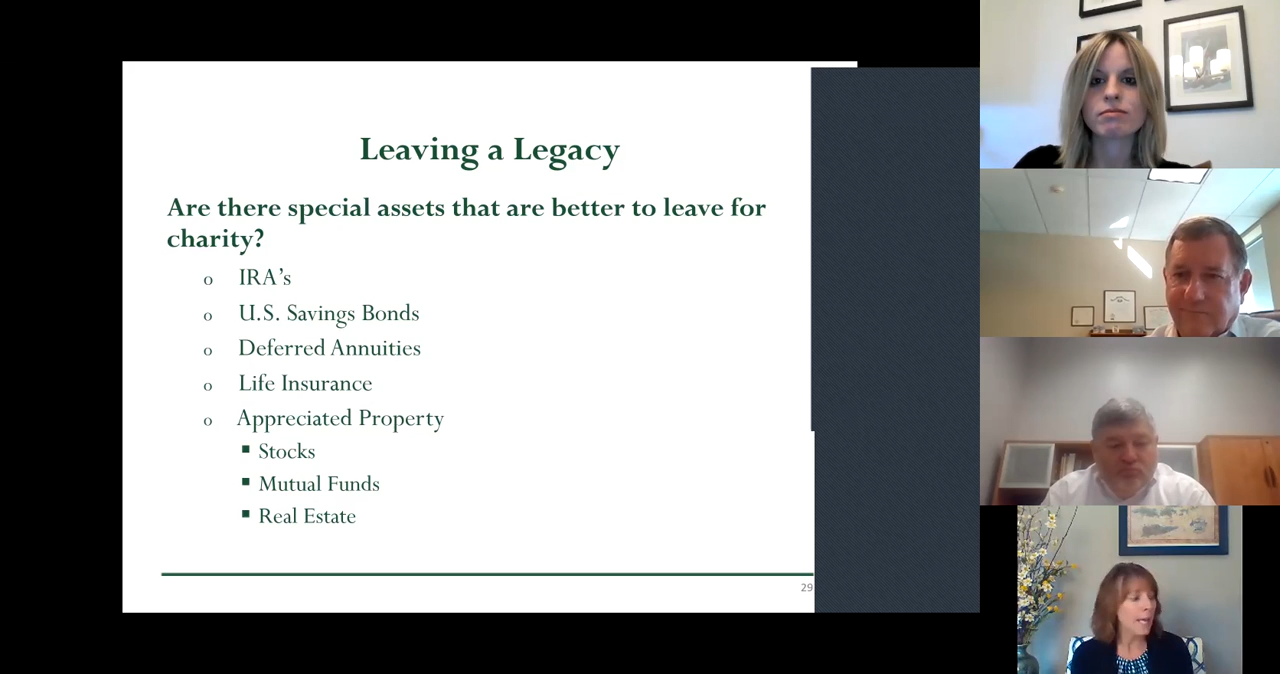 Leaving a Legacy
Are there special assets that are better to leave for
charity?
o IRA’s
o U.S. Savings Bonds
o Deferred Annuities
o Life Insurance
o Appreciated Property
▪ Stocks
▪ Mutual Funds
▪ Real Estate
29